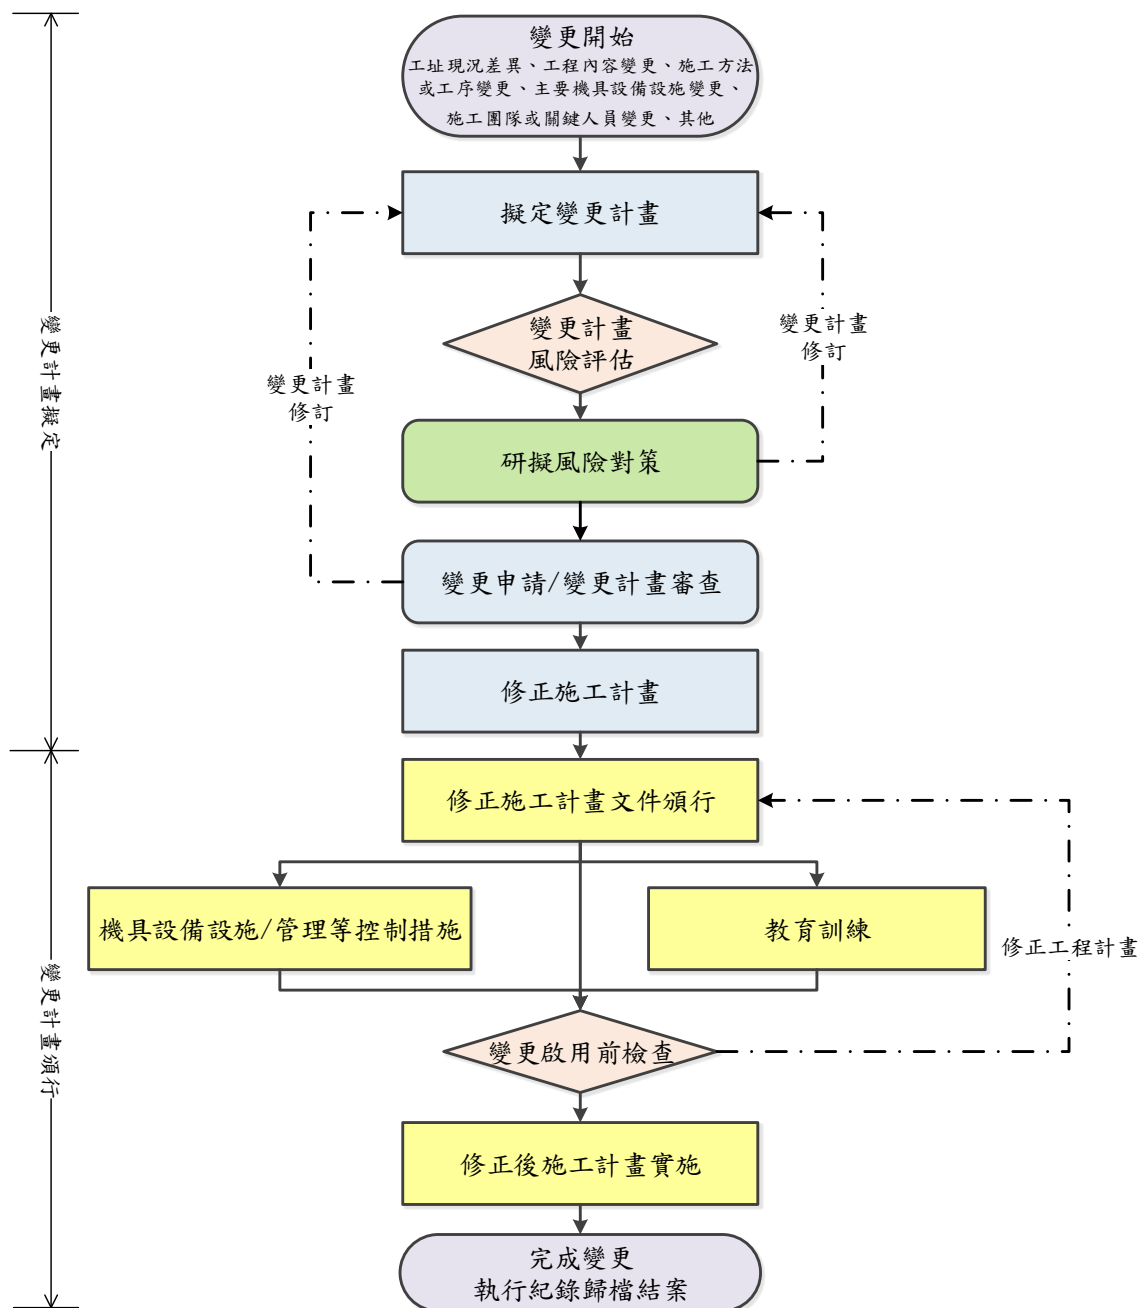 變更開始
工址現況差異、工程內容變更、施工方法
或工序變更、主要機具設備設施變更、
施工團隊或關鍵人員變更、其他
擬定變更計畫
變更計畫
風險評估
變更計畫
修訂
變更計畫
修訂
研擬風險對策
變更計畫擬定
變更申請/變更計畫審查
修正施工計畫
修正施工計畫文件頒行
機具設備設施/管理等控制措施
教育訓練
修正工程計畫
變更計畫頒行
變更啟用前檢查
修正後施工計畫實施
完成變更
執行紀錄歸檔結案